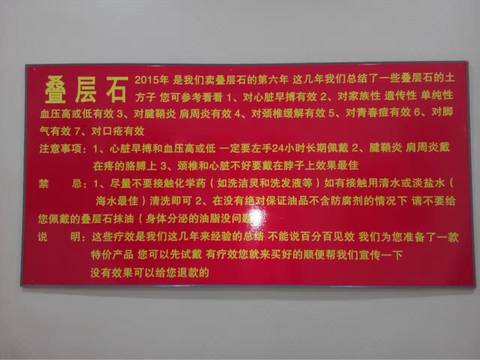 叠层石 2015年 是我们卖叠层石的第六年 这几年我们总结了一些叠层石的土
方子 您可参考看看 1、对心脏早搏有效 2、对家族性 遗传性 单纯性
血压高或低有效 3、对腱鞘炎 肩周炎有效 4、对颈椎缓解有效 5、对青春痘有效 6、对脚
气有效 7、对口疮有效
注意事项：1、心脏早搏和血压高或低 一定要左手24小时长期佩戴 2、腱鞘炎 肩周炎戴
在疼的胳膊上 3、颈椎和心脏不好要戴在脖子上效果最佳
禁 忌：1、尽量不要接触化学药（如洗洁灵和洗发液等）如有接触用清水或淡盐水（
海水最佳）清洗即可 2、在没有绝对保证油品不含防腐剂的情况下 请不要给
您佩戴的叠层石抹油（身体分泌的油脂没问题
说 明：这些疗效是我们这几年来经验的总结 不能说百分百见效 我们为您准备了一款
特价产品 您可以先试戴 有疗效您就来买好的顺便帮我们宣传一下
没有效果可以给您退款的